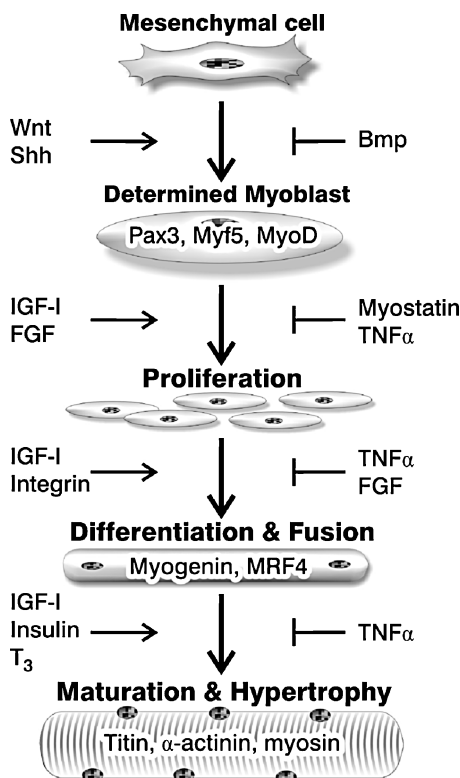 Mesenchymal cell
Wnt
Shh
Bmp
Determined Myoblast
Pax3, Myf5, MyoD
IGF-I
FGF
Myostatin
TNFα
Proliferation
IGF-I
Integrin
TNFα
FGF
Differentiation & Fusion
Myogenin, MRF4
IGF-I
Insulin
T₃
TNFα
Maturation & Hypertrophy
Titin, α-actinin, myosin